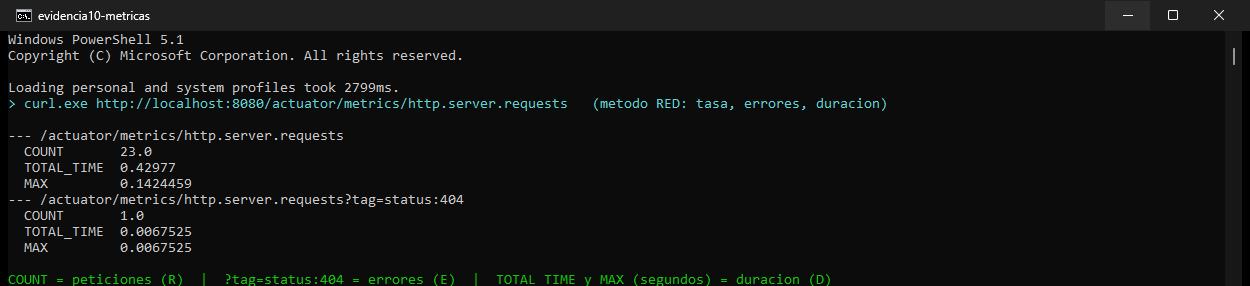 evidencia10-metricas
Windows PowerShell 5.1
Copyright (C) Microsoft Corporation. All rights reserved.
Loading personal and system profiles took 2799ms.
> curl.exe http://localhost:8080/actuator/metrics/http.server.requests   (metodo RED: tasa, errores, duracion)
--- /actuator/metrics/http.server.requests
COUNT       23.0
TOTAL_TIME  0.42977
MAX         0.1424459
--- /actuator/metrics/http.server.requests?tag=status:404
COUNT       1.0
TOTAL_TIME  0.0067525
MAX         0.0067525
COUNT = peticiones (R)  |  ?tag=status:404 = errores (E)  |  TOTAL_TIME y MAX (segundos) = duracion (D)